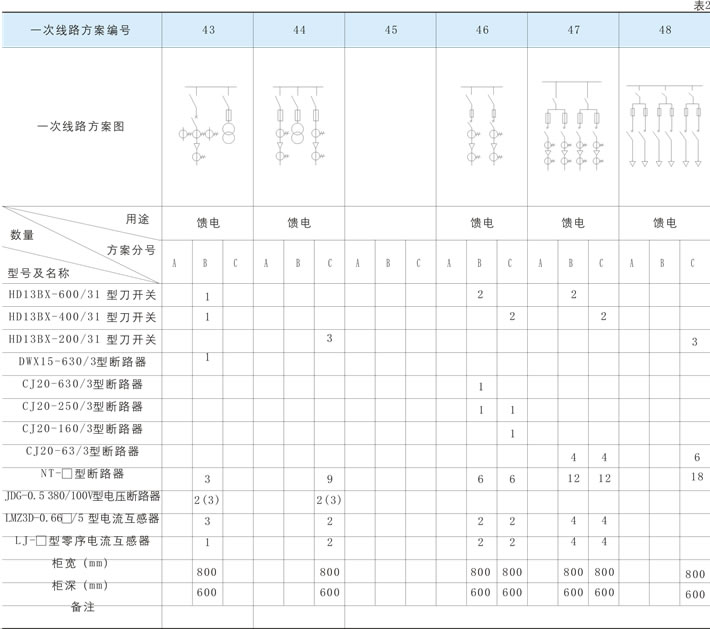 表2
一次线路方案编号 43 44 45 46 47 48
一次线路方案图
用途 馈电 馈电 馈电 馈电 馈电
数量
方案分号 A B C A B C A B C A B C A B C A B C
型号及名称
HD13BX-600/31 型刀开关 1 2 2
HD13BX-400/31 型刀开关 1 2 2
HD13BX-200/31 型刀开关 3 3
DWX15-630/3型断路器 1
CJ20-630/3型断路器 1
CJ20-250/3型断路器 1 1
CJ20-160/3型断路器 1
CJ20-63/3型断路器 4 4 6
NT-□型断路器 3 9 6 6 12 12 18
JDG-0.5 380/100V型电压断路器 2(3) 2(3)
LMZ3D-0.66□/5 型电流互感器 3 2 2 2 4 4
LJ-□型零序电流互感器 1 2 2 2 4 4
柜宽 (mm) 800 800 800 800 800 800 800
柜深 (mm) 600 600 600 600 600 600 600
备注